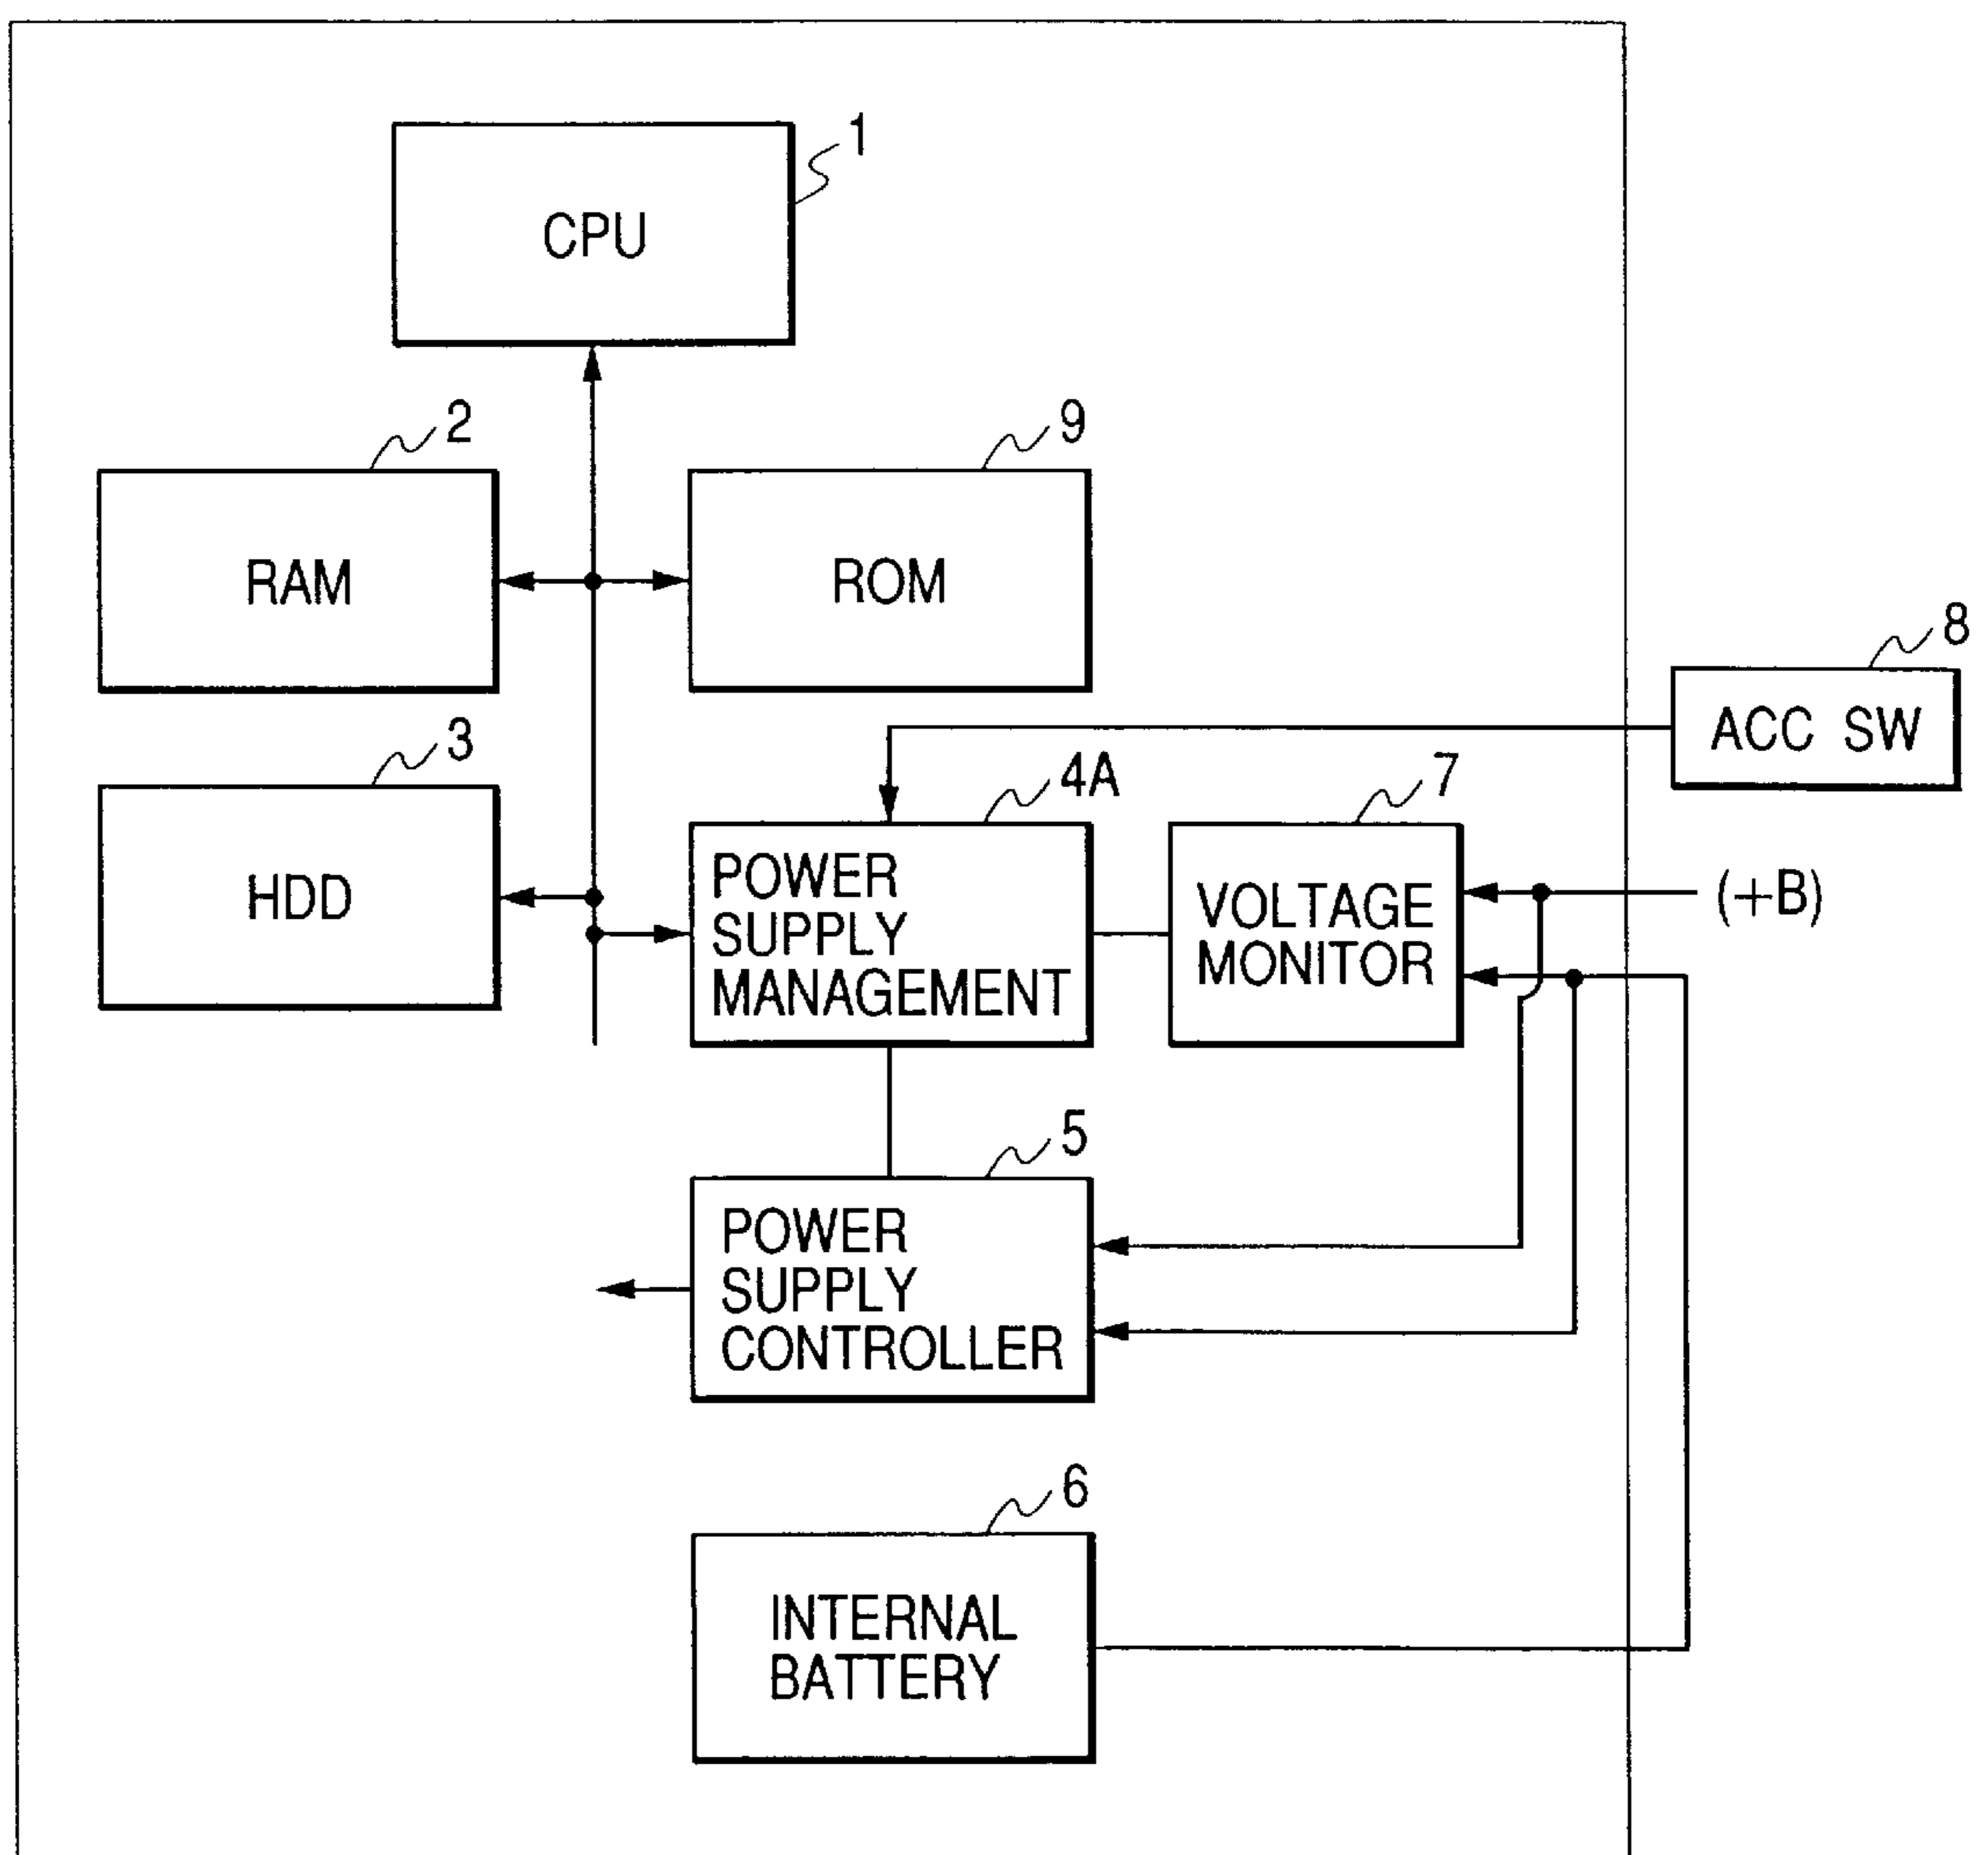 1
CPU
2
9
RAM
ROM
8
ACC SW
3
4A
7
HDD
POWER
SUPPLY
MANAGEMENT
VOLTAGE
MONITOR
(+B)
5
POWER
SUPPLY
CONTROLLER
6
INTERNAL
BATTERY